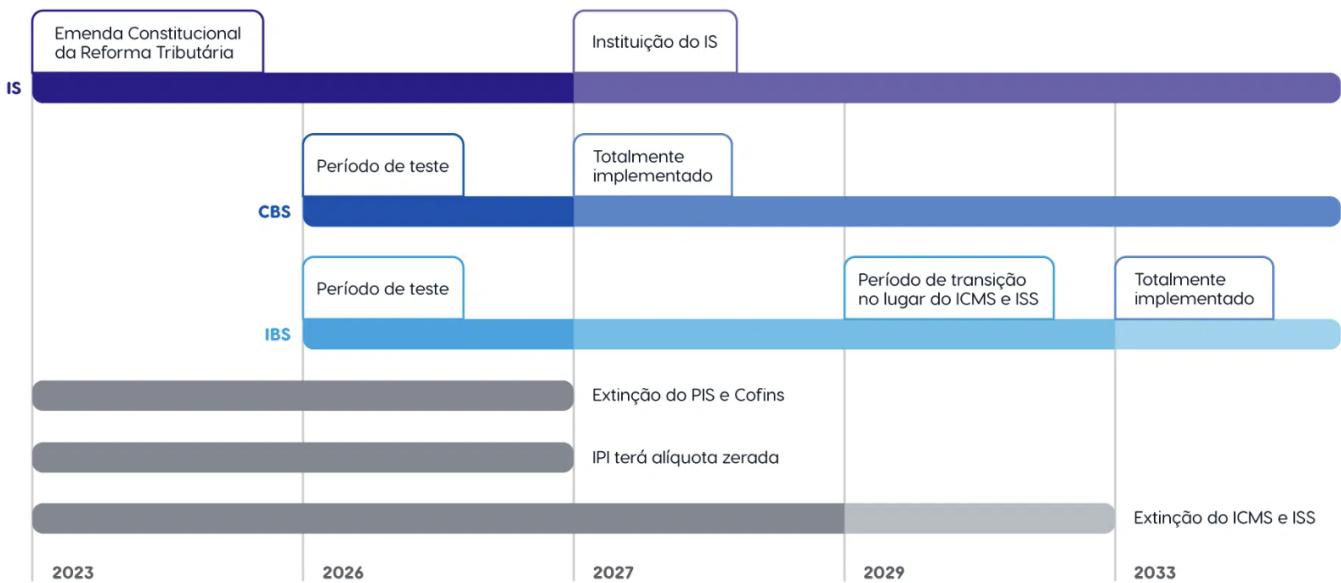 Emenda Constitucional
da Reforma Tributária
Instituição do IS
IS
Período de teste
Totalmente
implementado
CBS
Período de teste
Período de transição
no lugar do ICMS e ISS
Totalmente
implementado
IBS
Extinção do PIS e Cofins
IPI terá alíquota zerada
Extinção do ICMS e ISS
2023
2026
2027
2029
2033